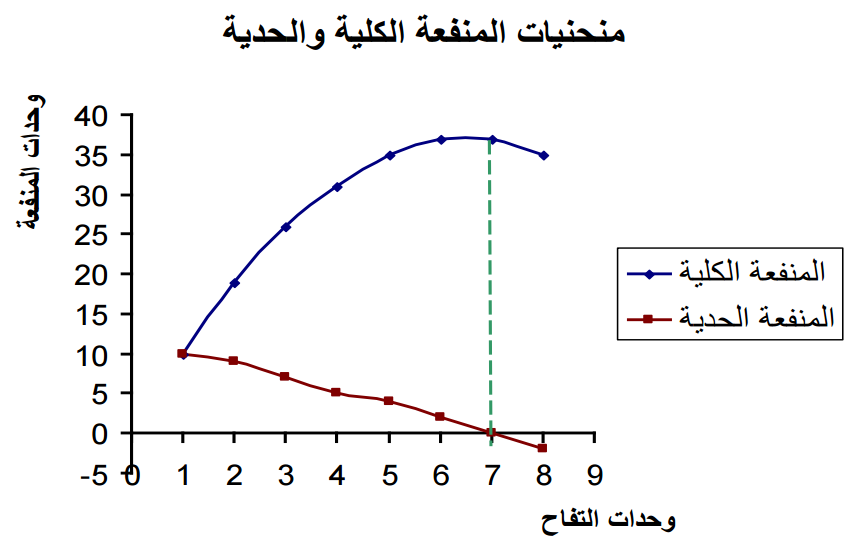 منحنيات المنفعة الكلية والحدية
وحدات المنفعة
40
35
30
25
20
15
10
5
0
-5
0 1 2 3 4 5 6 7 8 9
وحدات التفاح
المنفعة الكلية
المنفعة الحدية